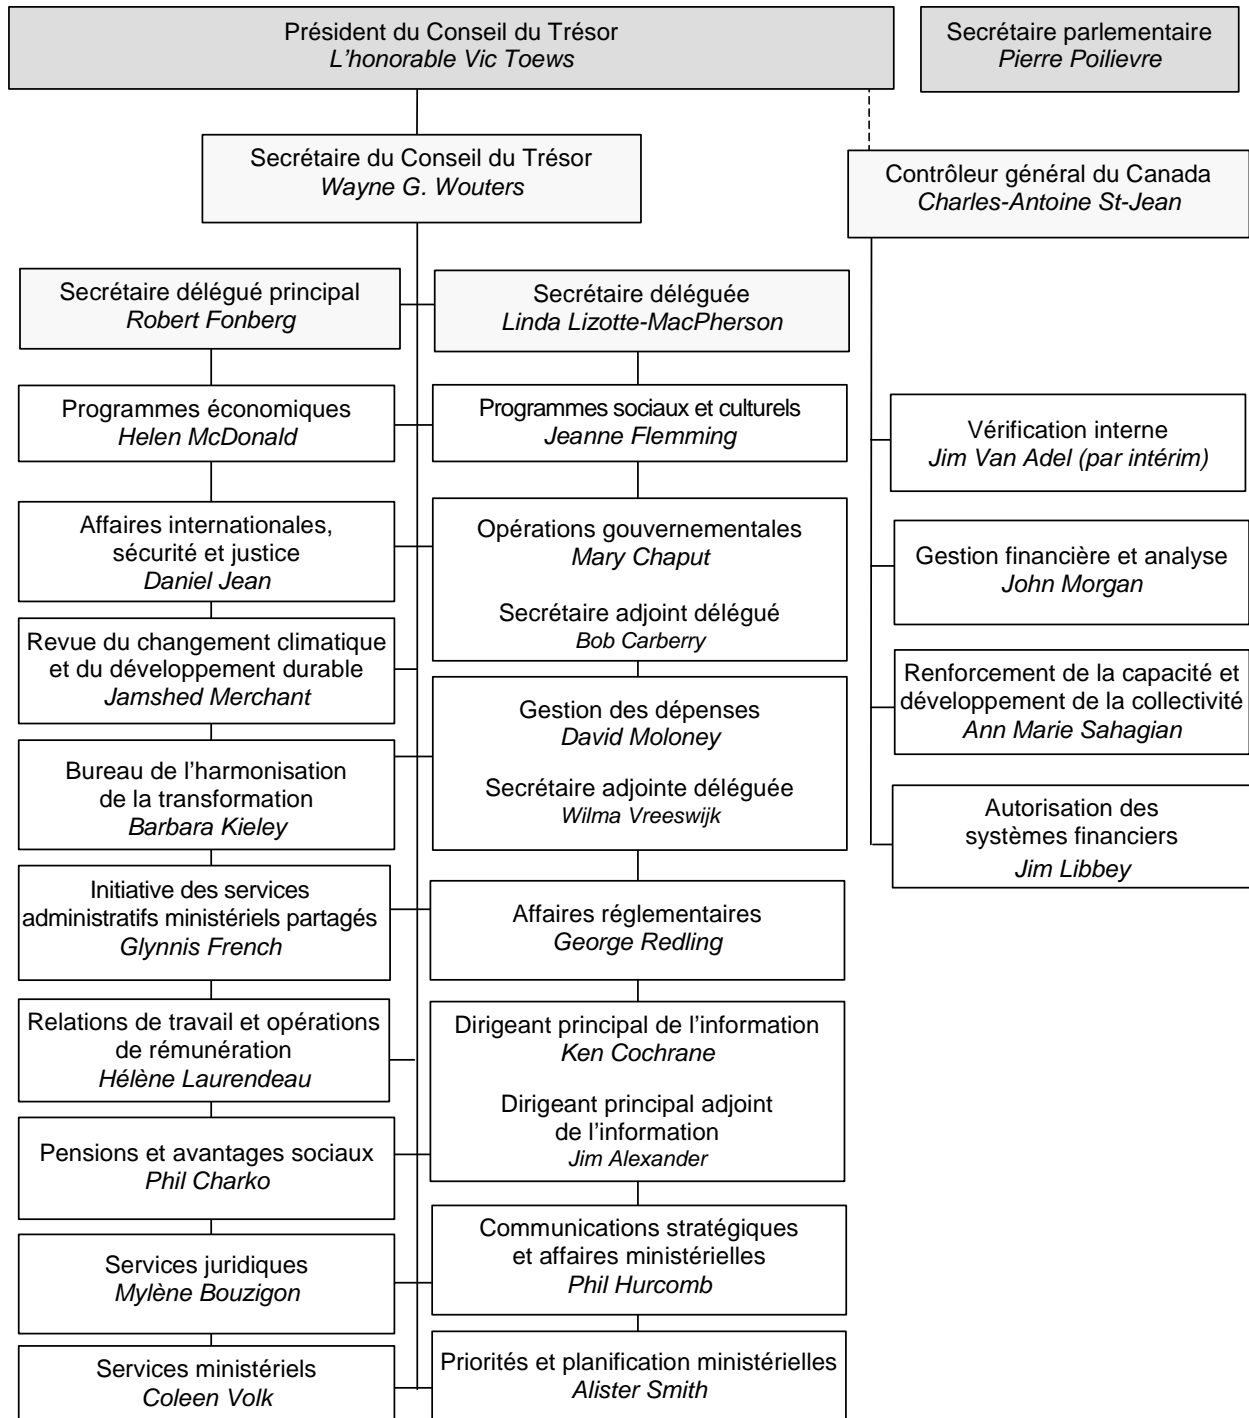 Président du Conseil du Trésor
L'honorable Vic Toews
Secrétaire parlementaire
Pierre Poilievre
Secrétaire du Conseil du Trésor
Wayne G. Wouters
Contrôleur général du Canada
Charles-Antoine St-Jean
Secrétaire délégué principal
Robert Fonberg
Secrétaire déléguée
Linda Lizotte-MacPherson
Programmes économiques
Helen McDonald
Affaires internationales,
sécurité et justice
Daniel Jean
Revue du changement climatique
et du développement durable
Jamshed Merchant
Bureau de l'harmonisation
de la transformation
Barbara Kieley
Initiative des services
administratifs ministériels partagés
Glynnis French
Relations de travail et opérations
de rémunération
Hélène Laurendeau
Pensions et avantages sociaux
Phil Charko
Services juridiques
Mylène Bouzigon
Services ministériels
Coleen Volk
Programmes sociaux et culturels
Jeanne Flemming
Opérations gouvernementales
Mary Chaput
Secrétaire adjoint délégué
Bob Carberry
Gestion des dépenses
David Moloney
Secrétaire adjointe déléguée
Wilma Vreeswijk
Affaires réglementaires
George Redling
Dirigeant principal de l'information
Ken Cochrane
Dirigeant principal adjoint
de l'information
Jim Alexander
Communications stratégiques
et affaires ministérielles
Phil Hurcomb
Priorités et planification ministérielles
Alister Smith
Vérification interne
Jim Van Adel (par intérim)
Gestion financière et analyse
John Morgan
Renforcement de la capacité et
développement de la collectivité
Ann Marie Sahagian
Autorisation des
systèmes financiers
Jim Libbey